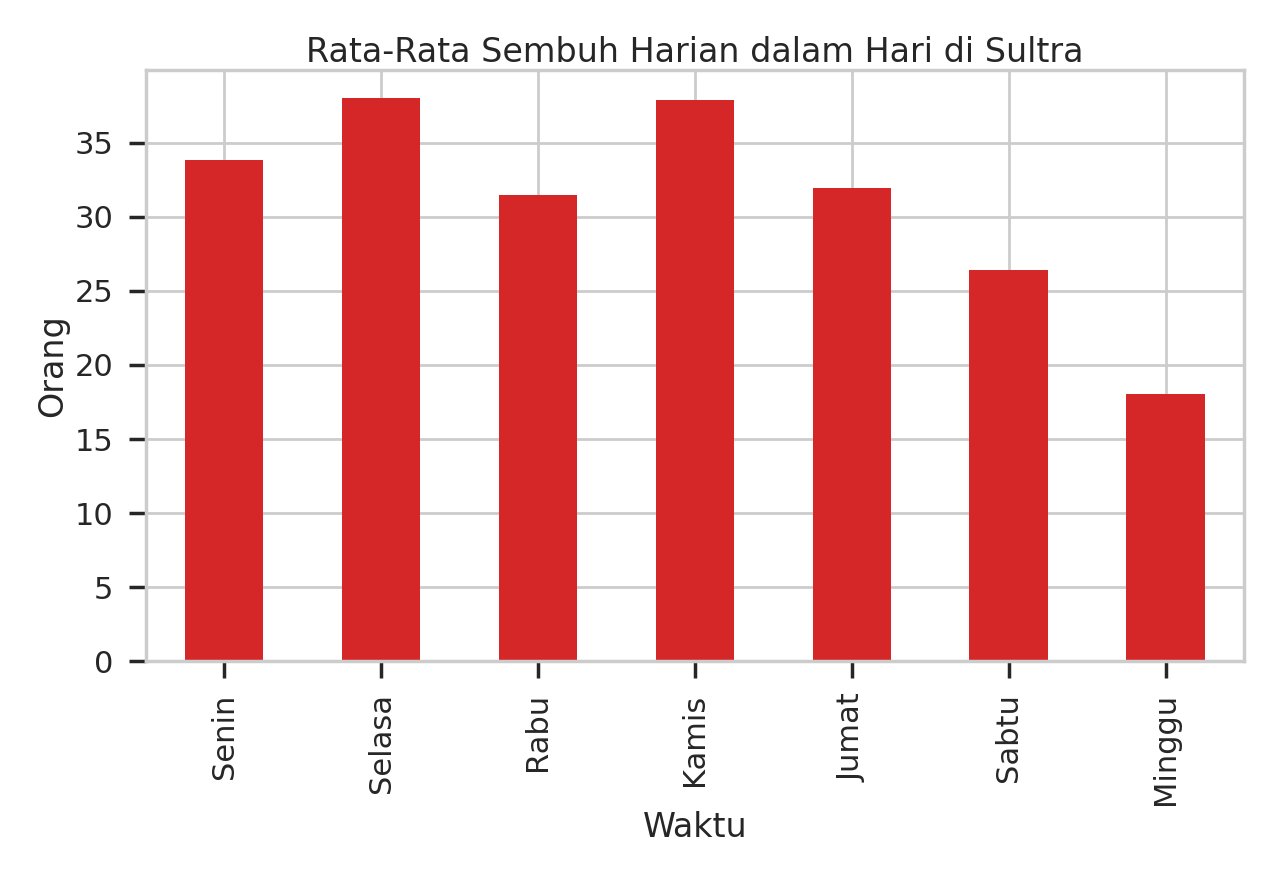 Rata-Rata Sembuh Harian dalam Hari di Sultra
Orang
35
30
25
20
15
10
5
0
Senin
Selasa
Rabu
Kamis
Jumat
Sabtu
Minggu
Waktu